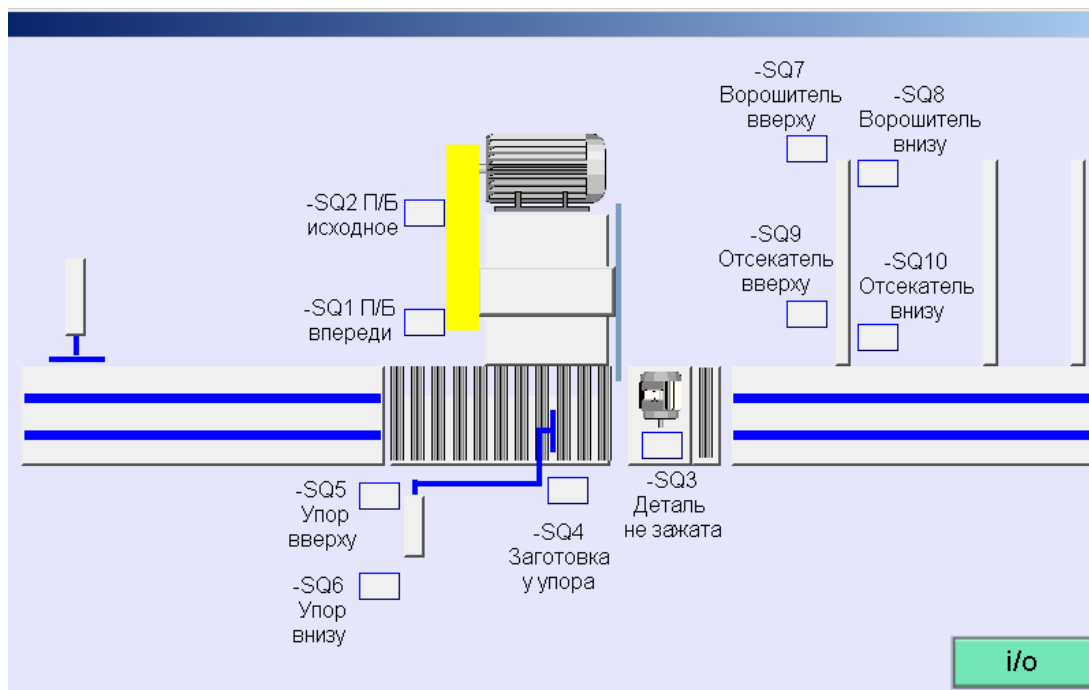 -SQ7
Ворошитель
вверху
-SQ8
Ворошитель
внизу
-SQ2 П/Б
исходное
-SQ9
Отсекатель
вверху
-SQ10
Отсекатель
внизу
-SQ1 П/Б
впереди
-SQ5
Упор
вверху
-SQ4
Заготовка
у упора
-SQ3
Деталь
не зажата
-SQ6
Упор
внизу
i/o